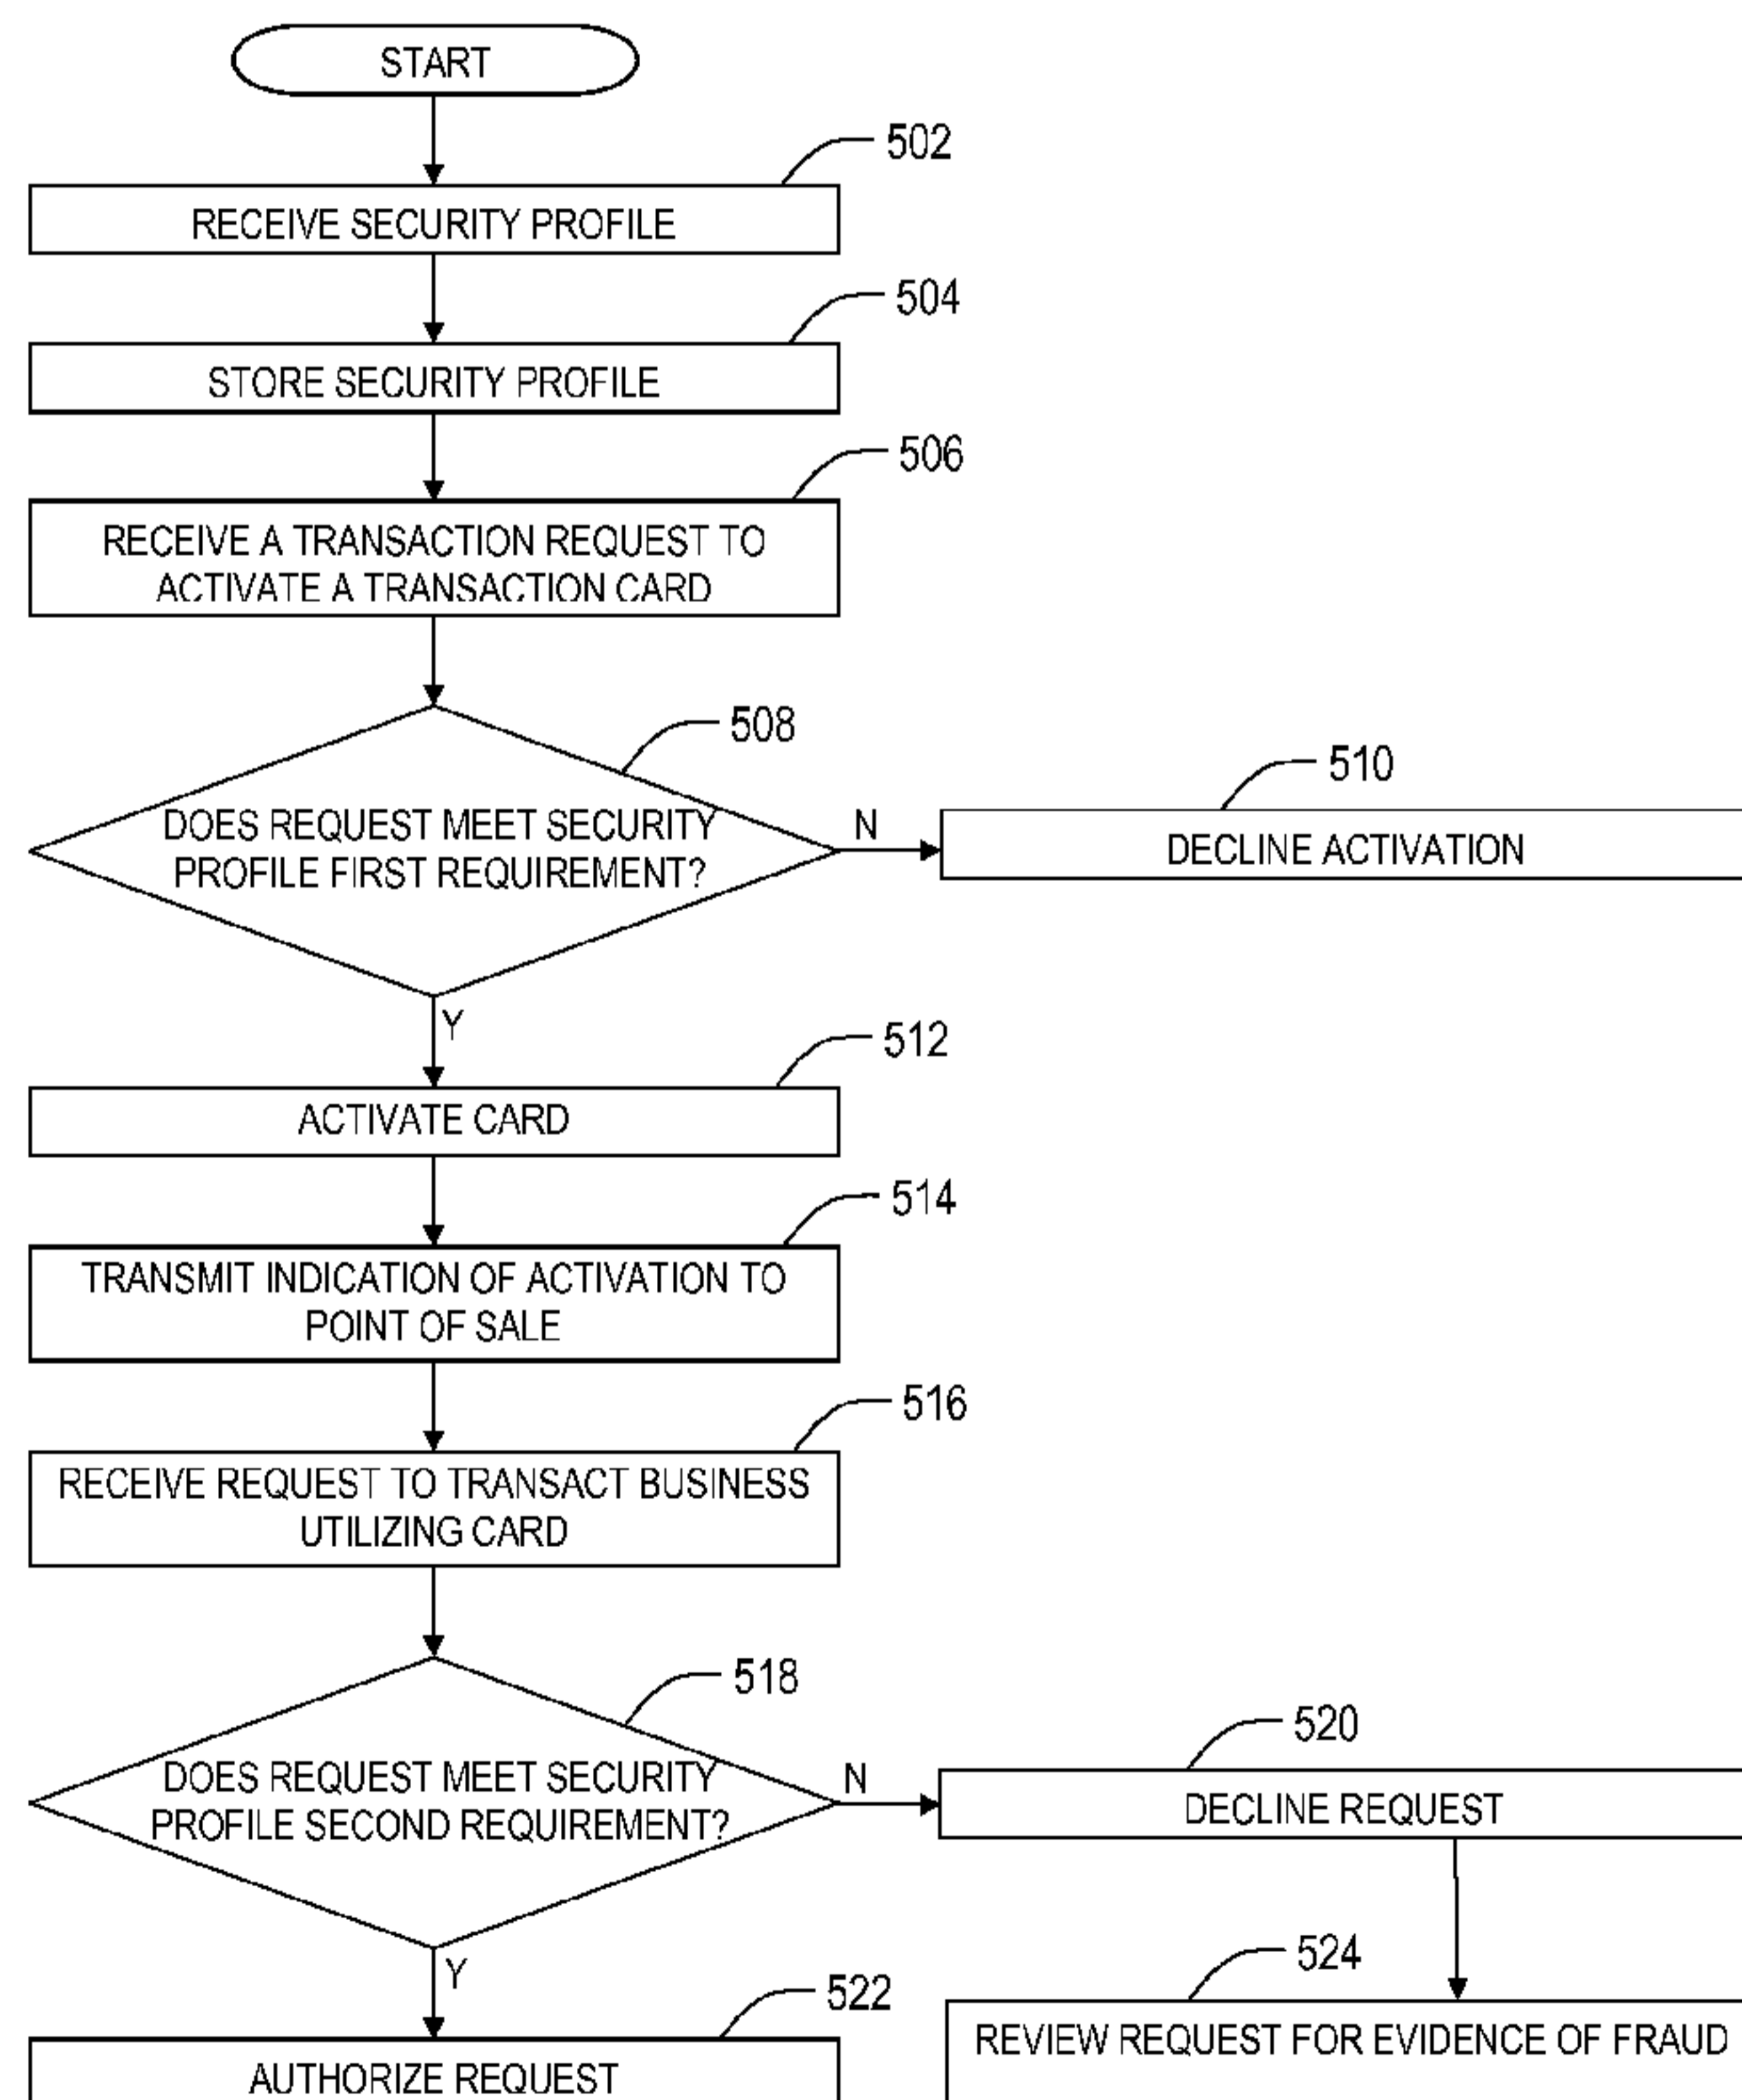 START
502
RECEIVE SECURITY PROFILE
504
STORE SECURITY PROFILE
506
RECEIVE A TRANSACTION REQUEST TO
ACTIVATE A TRANSACTION CARD
508
DOES REQUEST MEET SECURITY
PROFILE FIRST REQUIREMENT?
N
510
DECLINE ACTIVATION
Y
512
ACTIVATE CARD
514
TRANSMIT INDICATION OF ACTIVATION TO
POINT OF SALE
516
RECEIVE REQUEST TO TRANSACT BUSINESS
UTILIZING CARD
518
DOES REQUEST MEET SECURITY
PROFILE SECOND REQUIREMENT?
N
520
DECLINE REQUEST
Y
522
AUTHORIZE REQUEST
524
REVIEW REQUEST FOR EVIDENCE OF FRAUD